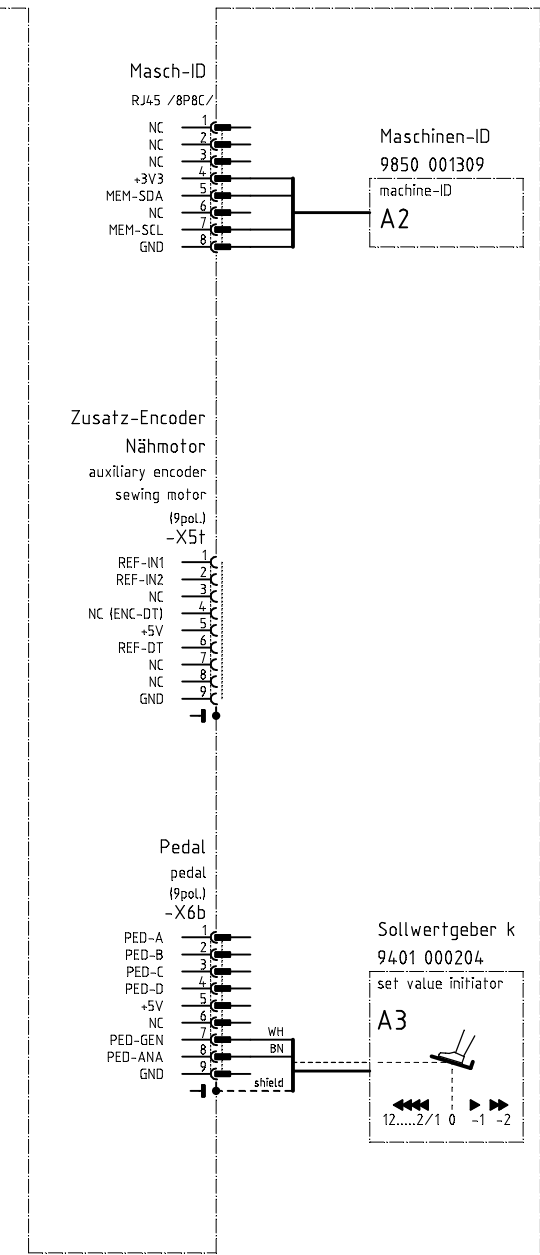 Masch-ID
RJ45 /8P8C/
NC 1
NC 2
NC 3
+3V3 4
MEM-SDA 5
NC 6
MEM-SCL 7
GND 8
Maschinen-ID
9850 001309
machine-ID
A2
Zusatz-Encoder
Nähmotor
auxiliary encoder
sewing motor
(9pol.)
-X5t
REF-IN1 1
REF-IN2 2
NC 3
NC (ENC-DT) 4
+5V 5
REF-DT 6
NC 7
NC 8
GND 9
Pedal
pedal
(9pol.)
-X6b
PED-A 1
PED-B 2
PED-C 3
PED-D 4
+5V 5
NC 6
PED-GEN 7 WH
PED-ANA 8 BN
GND 9
shield
Sollwertgeber k
9401 000204
set value initiator
A3
12.....2/1 0 -1 -2